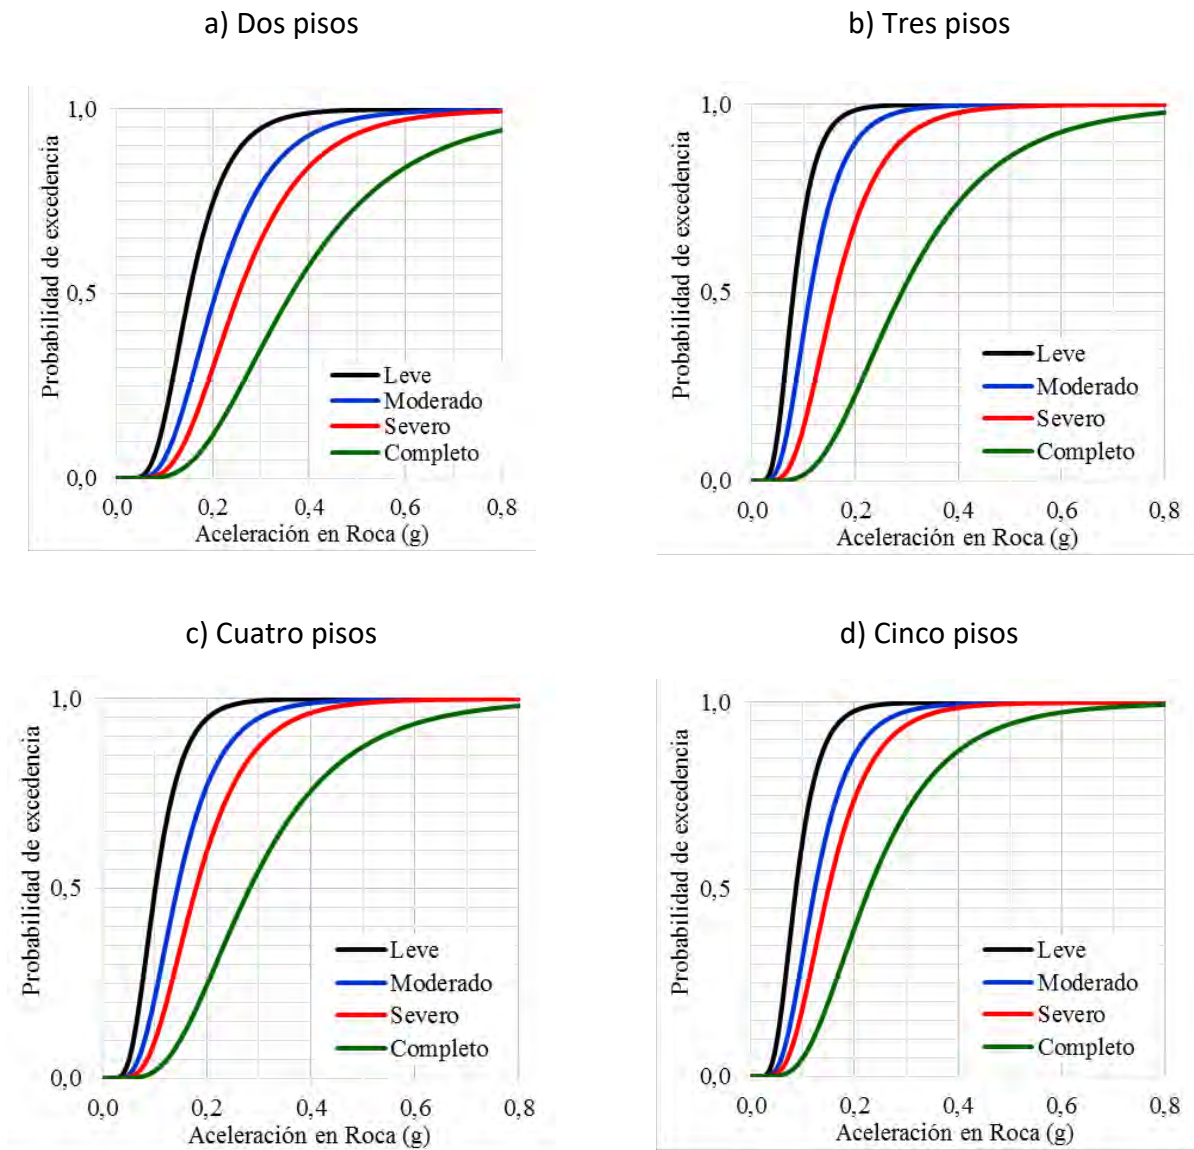 a) Dos pisos
b) Tres pisos
1,0
0,5
0,0
Probabilidad de excedencia
Leve
Moderado
Severo
Completo
0,0 0,2 0,4 0,6 0,8
Aceleración en Roca (g)
1,0
0,5
0,0
Probabilidad de excedencia
Leve
Moderado
Severo
Completo
0,0 0,2 0,4 0,6 0,8
Aceleración en Roca (g)
c) Cuatro pisos
d) Cinco pisos
1,0
0,5
0,0
Probabilidad de excedencia
Leve
Moderado
Severo
Completo
0,0 0,2 0,4 0,6 0,8
Aceleración en Roca (g)
1,0
0,5
0,0
Probabilidad de excedencia
Leve
Moderado
Severo
Completo
0,0 0,2 0,4 0,6 0,8
Aceleración en Roca (g)